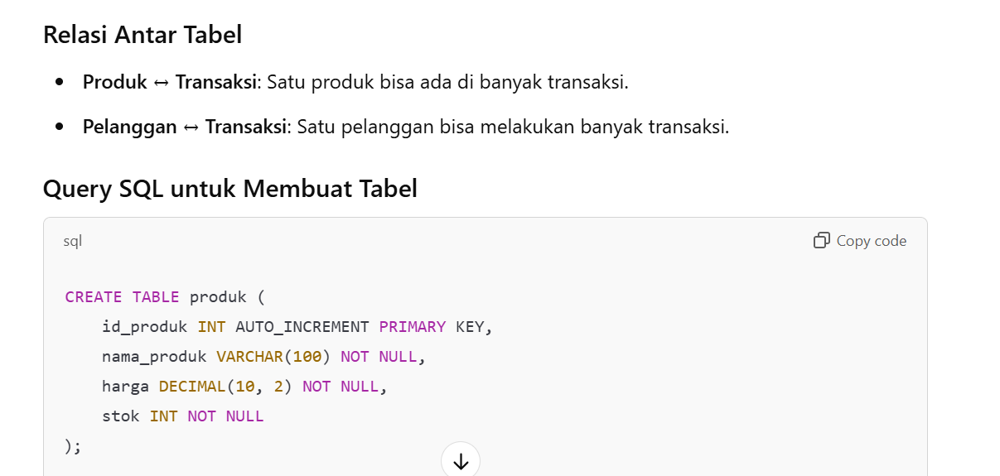 Relasi Antar Tabel
• Produk ↔ Transaksi: Satu produk bisa ada di banyak transaksi.
• Pelanggan ↔ Transaksi: Satu pelanggan bisa melakukan banyak transaksi.
Query SQL untuk Membuat Tabel
sql
Copy code
CREATE TABLE produk (
    id_produk INT AUTO_INCREMENT PRIMARY KEY,
    nama_produk VARCHAR(100) NOT NULL,
    harga DECIMAL(10, 2) NOT NULL,
    stok INT NOT NULL
);